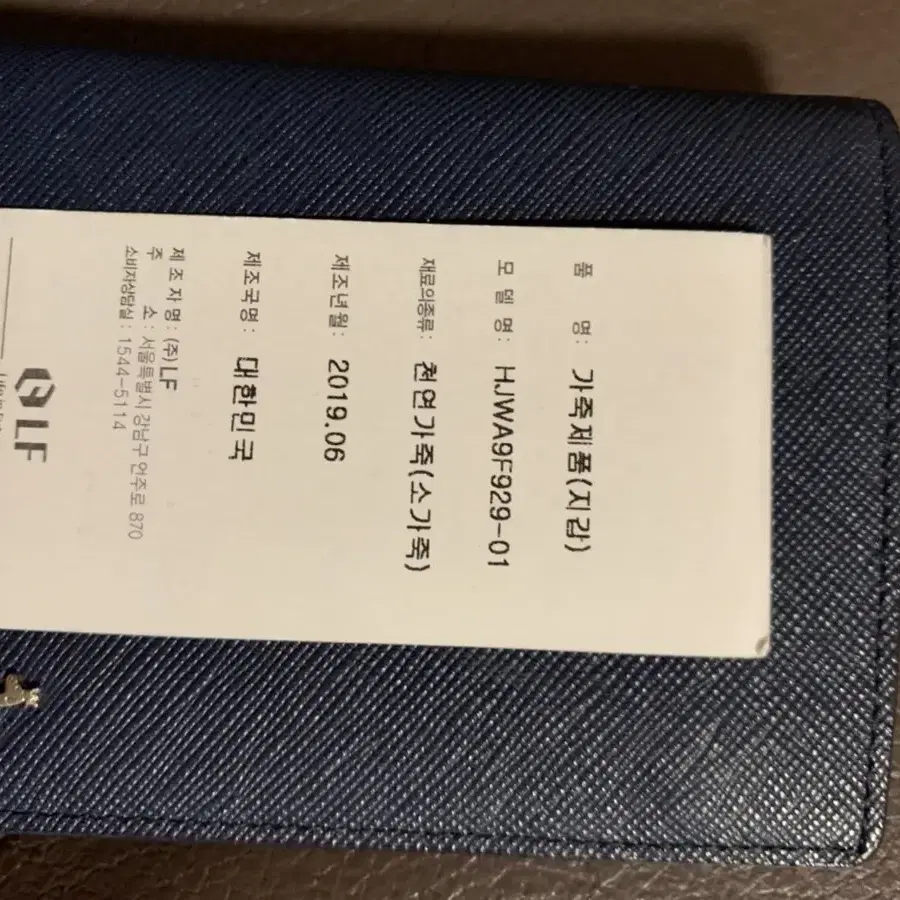 품 명: 가죽제품(지갑)
모 델 명: HJWA9F929-01
재료의종류: 천연가죽(소가죽)
제조년월: 2019.06
제조국명: 대한민국
제 조 자 명 : (주)LF
주 소 : 서울특별시 강남구 언주로 870
소비자상담실 : 1544-5114
LF